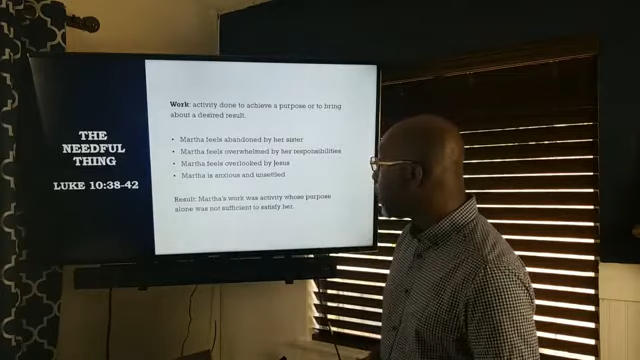 THE
NEEDFUL
THING
LUKE 10:38-42
Work: activity done to achieve a purpose or to bring
about a desired result.
• Martha feels abandoned by her sister
• Martha feels overwhelmed by her responsibilities
• Martha feels overlooked by Jesus
• Martha is anxious and unsettled
Result: Martha's work was activity whose purpose
alone was not sufficient to satisfy her.